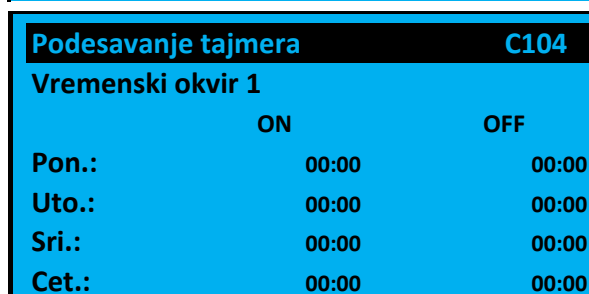 Podesavanje tajmera C104
Vremenski okvir 1
ON OFF
Pon.: 00:00 00:00
Uto.: 00:00 00:00
Sri.: 00:00 00:00
Cet.: 00:00 00:00